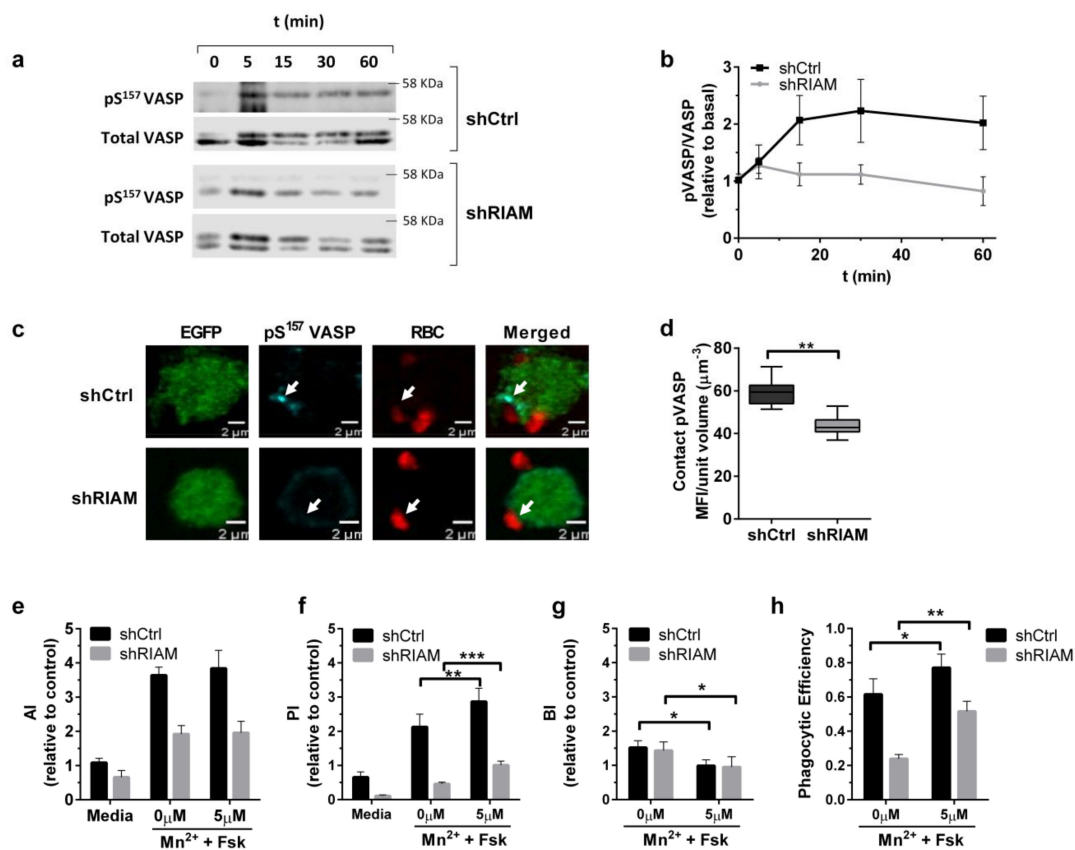 a
t (min)
0 5 15 30 60
pS¹⁵⁷ VASP
58 KDa
Total VASP
58 KDa
shCtrl
pS¹⁵⁷ VASP
58 KDa
Total VASP
58 KDa
shRIAM
b
shCtrl
shRIAM
pVASP/VASP
(relative to basal)
3
2
1
0
0 20 40 60
t (min)
c
EGFP pS¹⁵⁷ VASP RBC Merged
shCtrl
2 µm 2 µm 2 µm 2 µm
shRIAM
2 µm 2 µm 2 µm 2 µm
d
**
Contact pVASP
MFI/unit volume (µm⁻³)
80
60
40
20
0
shCtrl shRIAM
e
shCtrl
shRIAM
AI
(relative to control)
5
4
3
2
1
0
Media 0µM 5µM
Mn²⁺ + Fsk
f
shCtrl
shRIAM
PI
(relative to control)
5
4
3
2
1
0
***
**
Media 0µM 5µM
Mn²⁺ + Fsk
g
shCtrl
shRIAM
BI
(relative to control)
5
4
3
2
1
0
*
*
0µM 5µM
Mn²⁺ + Fsk
h
shCtrl
shRIAM
Phagocytic Efficiency
1.0
0.8
0.6
0.4
0.2
0.0
**
*
0µM 5µM
Mn²⁺ + Fsk